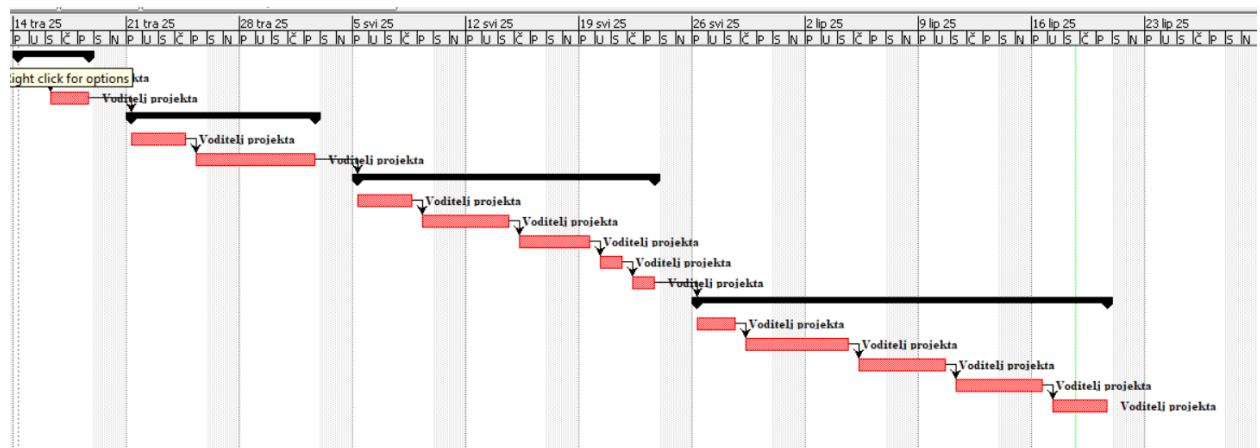 14 tra 25 21 tra 25 28 tra 25 5 svi 25 12 svi 25 19 svi 25 26 svi 25 2 lip 25 9 lip 25 16 lip 25 23 lip 25
P U S Č P S N P U S Č P S N P U S Č P S N P U S Č P S N P U S Č P S N P U S Č P S N P U S Č P S N P U S Č P S N P U S Č P S N P U S Č P S N P U S Č P S N
ight click for options kta
Voditelj projekta
Voditelj projekta
Voditelj projekta
Voditelj projekta
Voditelj projekta
Voditelj projekta
Voditelj projekta
Voditelj projekta
Voditelj projekta
Voditelj projekta
Voditelj projekta
Voditelj projekta
Voditelj projekta